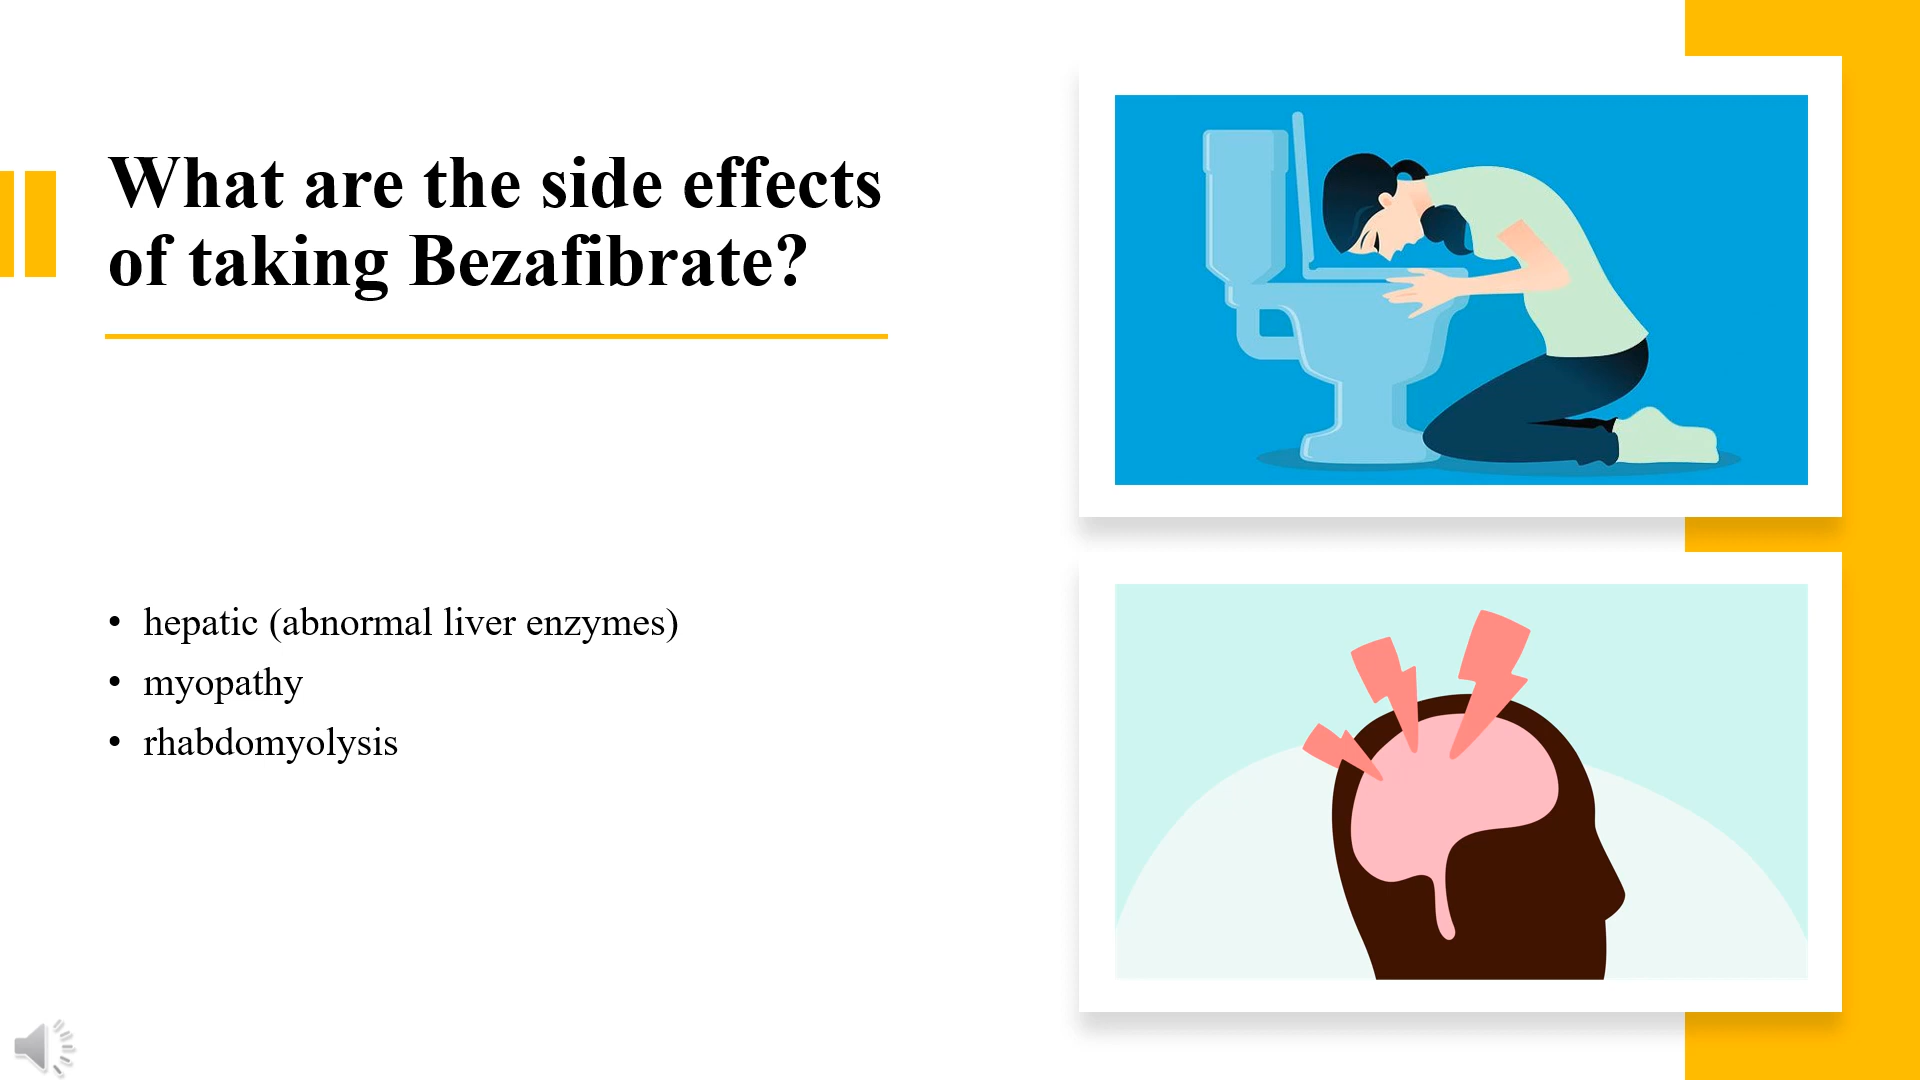 What are the side effects
of taking Bezafibrate?
• hepatic (abnormal liver enzymes)
• myopathy
• rhabdomyolysis